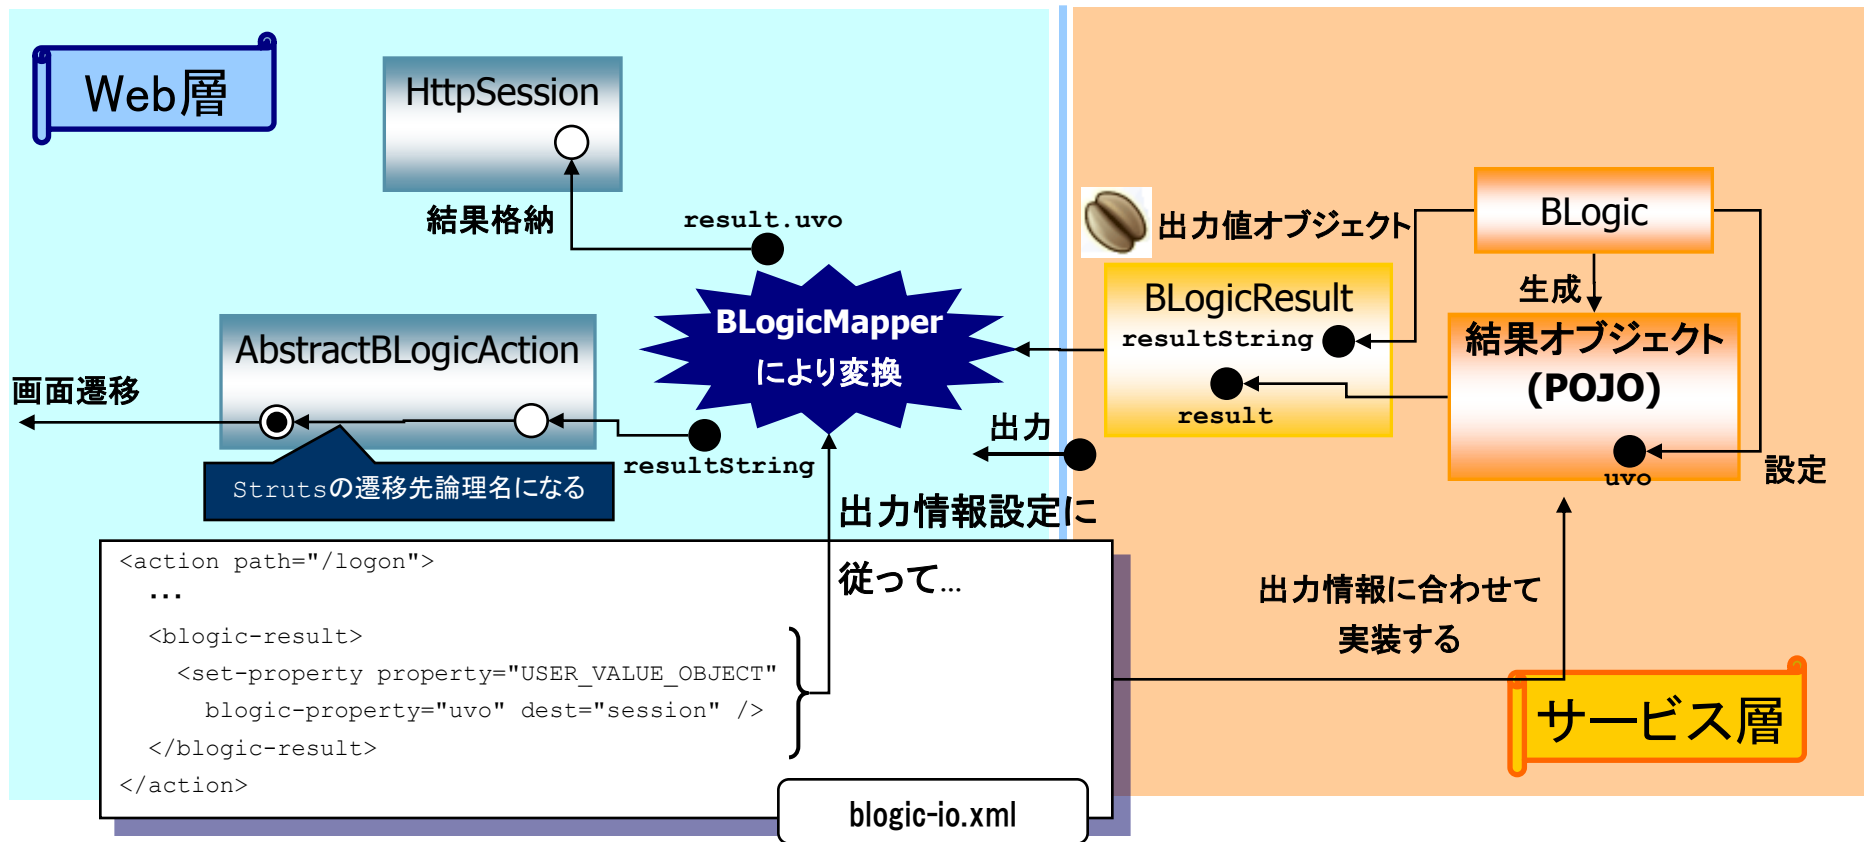 Web層
HttpSession
結果格納
result.uvo
出力値オブジェクト
BLogic
生成
BLogicResult
resultString
result
結果オブジェクト
(POJO)
uvo
設定
BLogicMapper
により変換
AbstractBLogicAction
画面遷移
resultString
Strutsの遷移先論理名になる
出力
出力情報設定に
従って…
出力情報に合わせて
実装する
サービス層
<action path="/logon">
･･･
<blogic-result>
<set-property property="USER_VALUE_OBJECT"
blogic-property="uvo" dest="session" />
</blogic-result>
</action>
blogic-io.xml